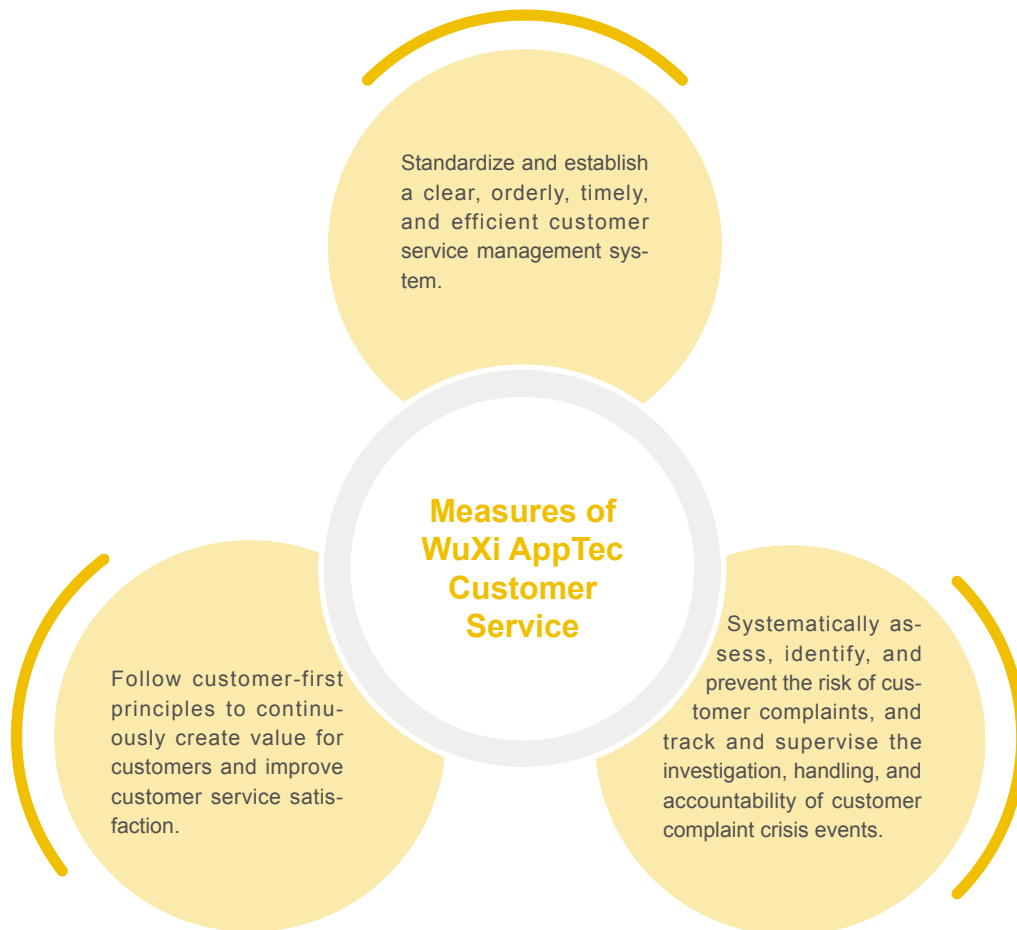 Standardize and establish
a clear, orderly, timely,
and efficient customer
service management sys-
tem.
Measures of
WuXi AppTec
Customer
Service
Follow customer-first
principles to continu-
ously create value for
customers and improve
customer service satis-
faction.
Systematically as-
sess, identify, and
prevent the risk of cus-
tomer complaints, and
track and supervise the
investigation, handling, and
accountability of customer
complaint crisis events.